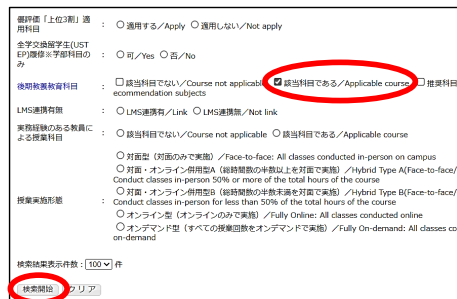 優評価「上位3割」適用科目 : ○ 適用する/Apply ○ 適用しない/Not apply
全学交換留学生(USTEP)履修※学部科目のみ : ○ 可/Yes ○ 否/No
後期教養教育科目 : □ 該当科目でない/Course not applicable ☑ 該当科目である/Applicable course □ 推奨科目
ecommendation subjects
LMS連携有無 : ○ LMS連携有/Link ○ LMS連携無/Not link
実務経験のある教員による授業科目 : ○ 該当科目でない/Course not applicable ○ 該当科目である/Applicable course
授業実施形態 : ○ 対面型(対面のみで実施)/Face-to-face: All classes conducted in-person on campus
○ 対面・オンライン併用型A(総時間数の半数以上を対面で実施)/Hybrid Type A(Face-to-face/
Conduct classes in-person 50% or more of the total hours of the course
○ 対面・オンライン併用型B(総時間数の半数未満を対面で実施)/Hybrid Type B(Face-to-face/
Conduct classes in-person for less than 50% of the total hours of the course
○ オンライン型(オンラインのみで実施)/Fully Online: All classes conducted online
○ オンデマンド型(すべての授業回数をオンデマンドで実施)/Fully On-demand: All classes co
on-demand
検索結果表示件数: 100 件
検索開始 クリア